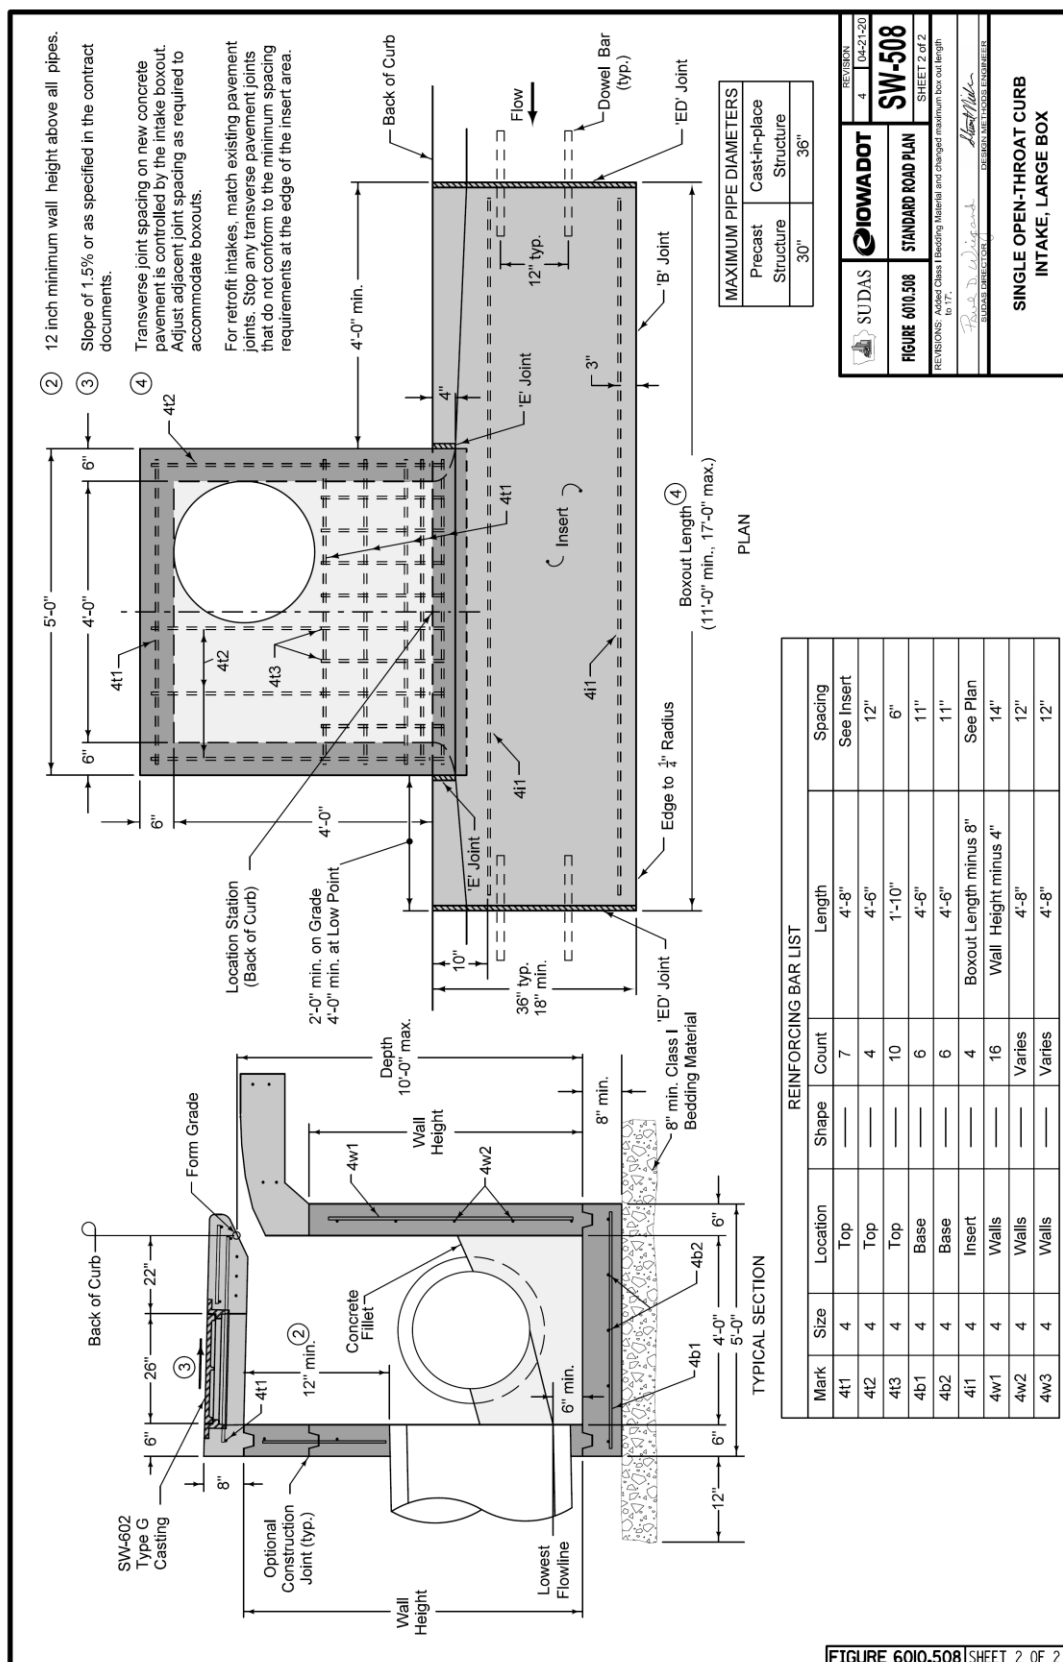 ② 12 inch minimum wall height above all pipes.
③ Slope of 1.5% or as specified in the contract
documents.
④ Transverse joint spacing on new concrete
pavement is controlled by the intake boxout.
Adjust adjacent joint spacing as required to
accommodate boxouts.
For retrofit intakes, match existing pavement
joints. Stop any transverse pavement joints
that do not conform to the minimum spacing
requirements at the edge of the insert area.
5'-0"
6"
4'-0"
6"
4t2
4t1
4t2
4t3
4t1
6"
4'-0"
4'-0" min.
4"
'E' Joint
Back of Curb
Flow
Dowel Bar
(typ.)
'ED' Joint
12" typ.
'B' Joint
3"
Insert
4i1
4i1
'E' Joint
Location Station
(Back of Curb)
2'-0" min. on Grade
4'-0" min. at Low Point
10"
36" typ.
18" min.
'ED' Joint
Edge to 1/4" Radius
Boxout Length ④
(11'-0" min., 17'-0" max.)
PLAN
Back of Curb
SW-602
Type G
Casting
6"
26"
22"
③
Form Grade
8"
4t1
12" min. ②
Optional
Construction
Joint (typ.)
Concrete
Fillet
Wall
Height
Wall
Height
Depth
10'-0" max.
4w1
4w2
Lowest
Flowline
6" min.
8" min.
8" min. Class I
Bedding Material
4b1
4b2
12"
6"
4'-0"
6"
5'-0"
TYPICAL SECTION
MAXIMUM PIPE DIAMETERS
Precast
Structure
Cast-in-place
Structure
30"
36"
REINFORCING BAR LIST
Mark Size Location Shape Count Length Spacing
4t1 4 Top —— 7 4'-8" See Insert
4t2 4 Top —— 4 4'-6" 12"
4t3 4 Top —— 10 1'-10" 6"
4b1 4 Base —— 6 4'-6" 11"
4b2 4 Base —— 6 4'-6" 11"
4i1 4 Insert —— 4 Boxout Length minus 8" See Plan
4w1 4 Walls —— 16 Wall Height minus 4" 14"
4w2 4 Walls —— Varies 4'-8" 12"
4w3 4 Walls —— Varies 4'-8" 12"
SUDAS
IOWADOT
REVISION
4 04-21-20
FIGURE 6010.508
STANDARD ROAD PLAN
SW-508
SHEET 2 of 2
REVISIONS: Added Class I Bedding Material and changed maximum box out length
to 17'.
Paul D. Wiegand
SUDAS DIRECTOR
DESIGN METHODS ENGINEER
SINGLE OPEN-THROAT CURB
INTAKE, LARGE BOX
FIGURE 6010.508 SHEET 2 OF 2